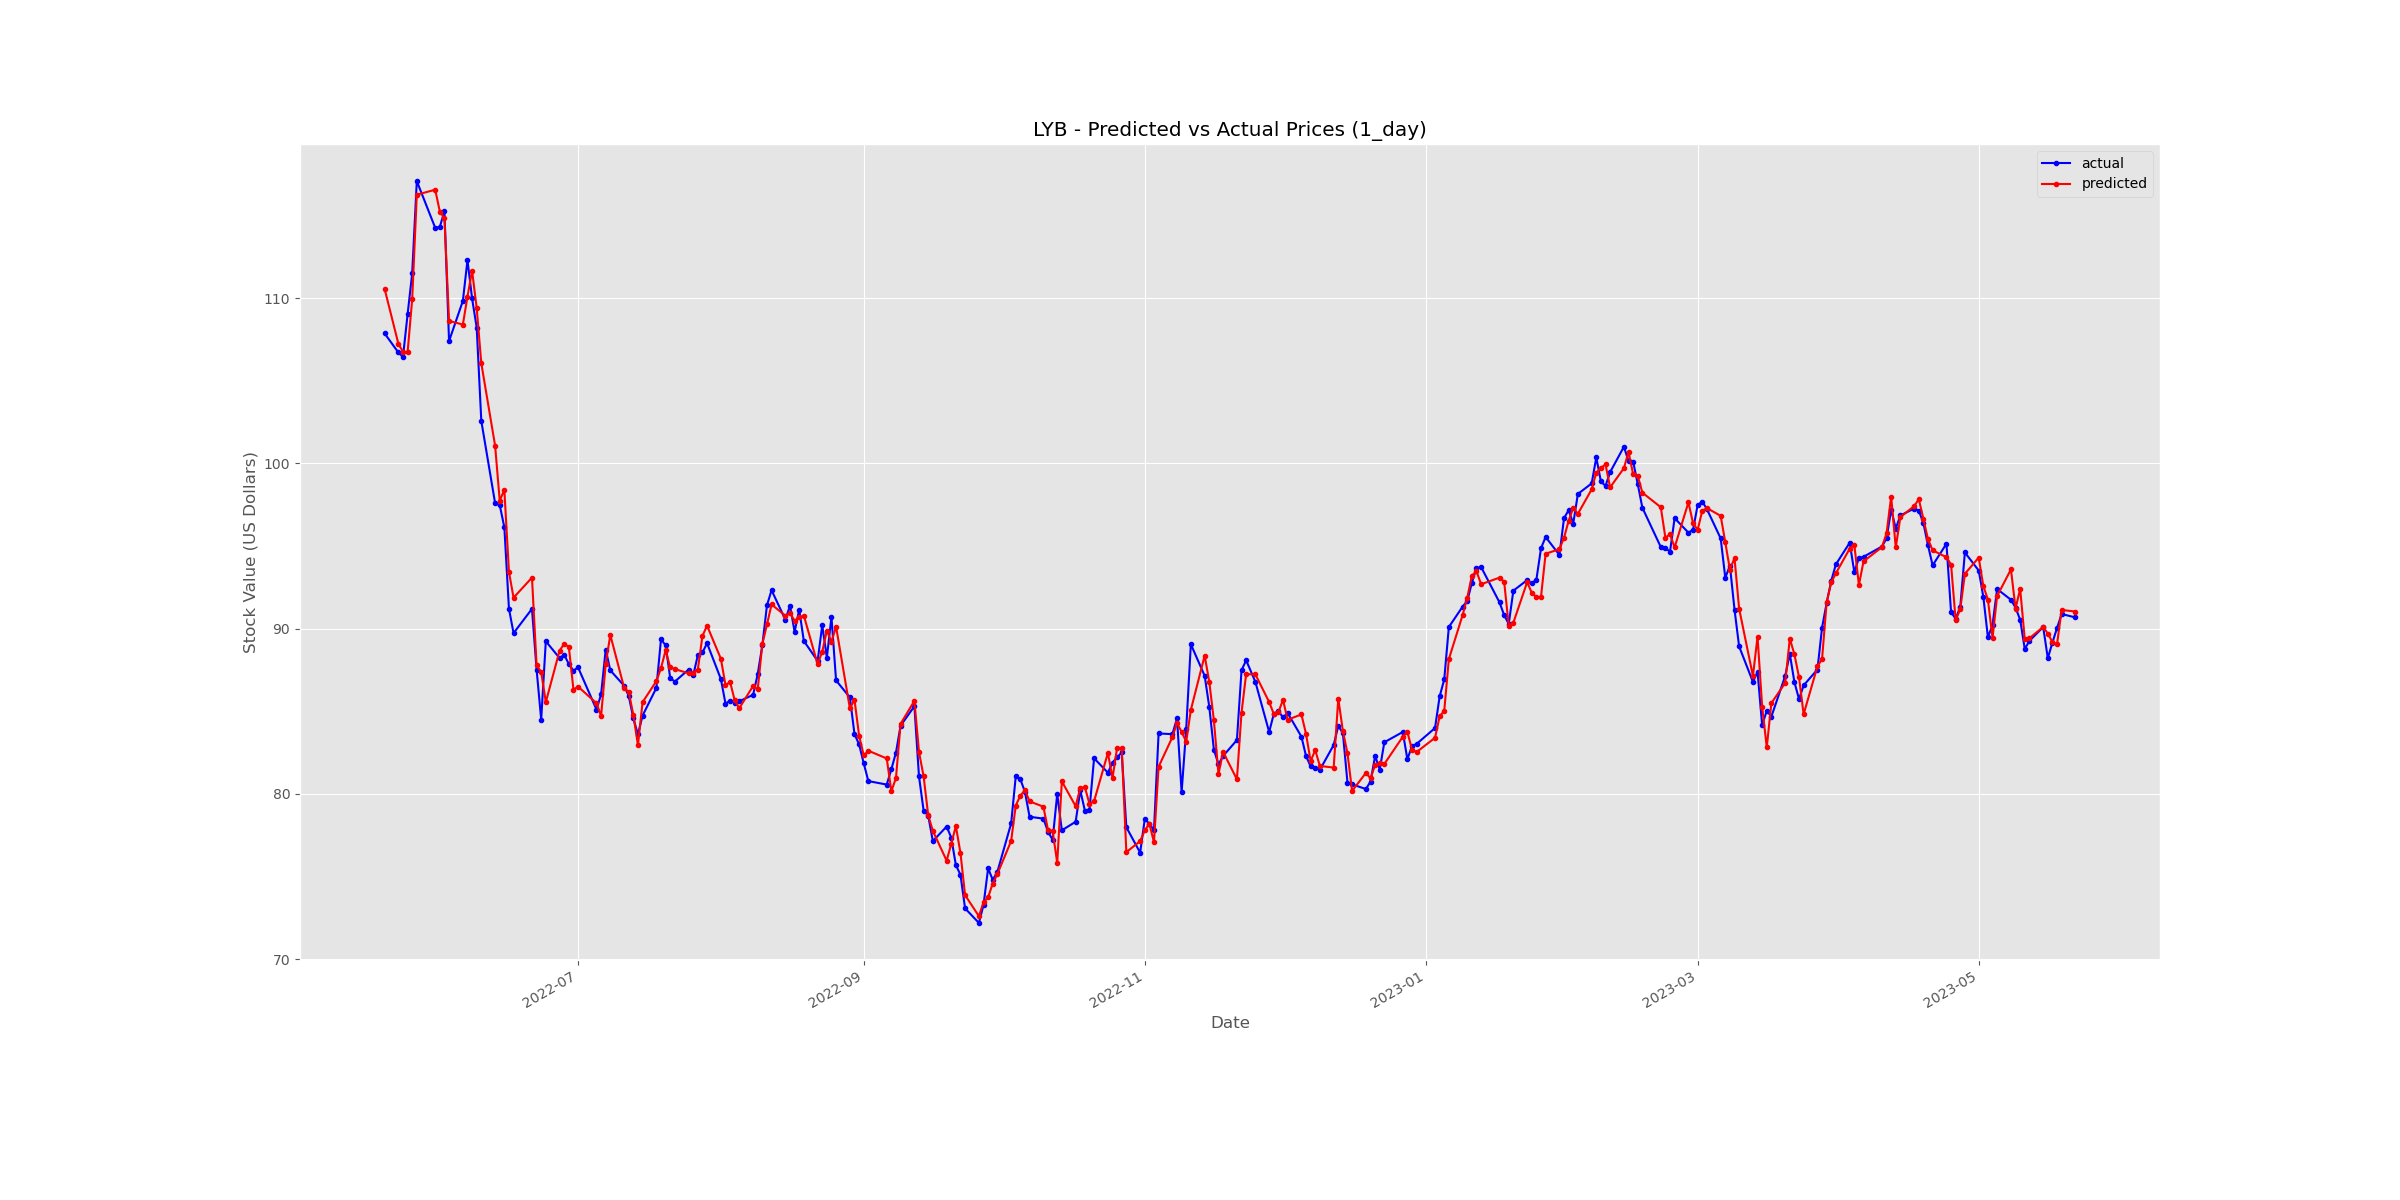 LYB - Predicted vs Actual Prices (1_day)
actual
predicted
Stock Value (US Dollars)
110
100
90
80
70
2022-07
2022-09
2022-11
2023-01
2023-03
2023-05
Date